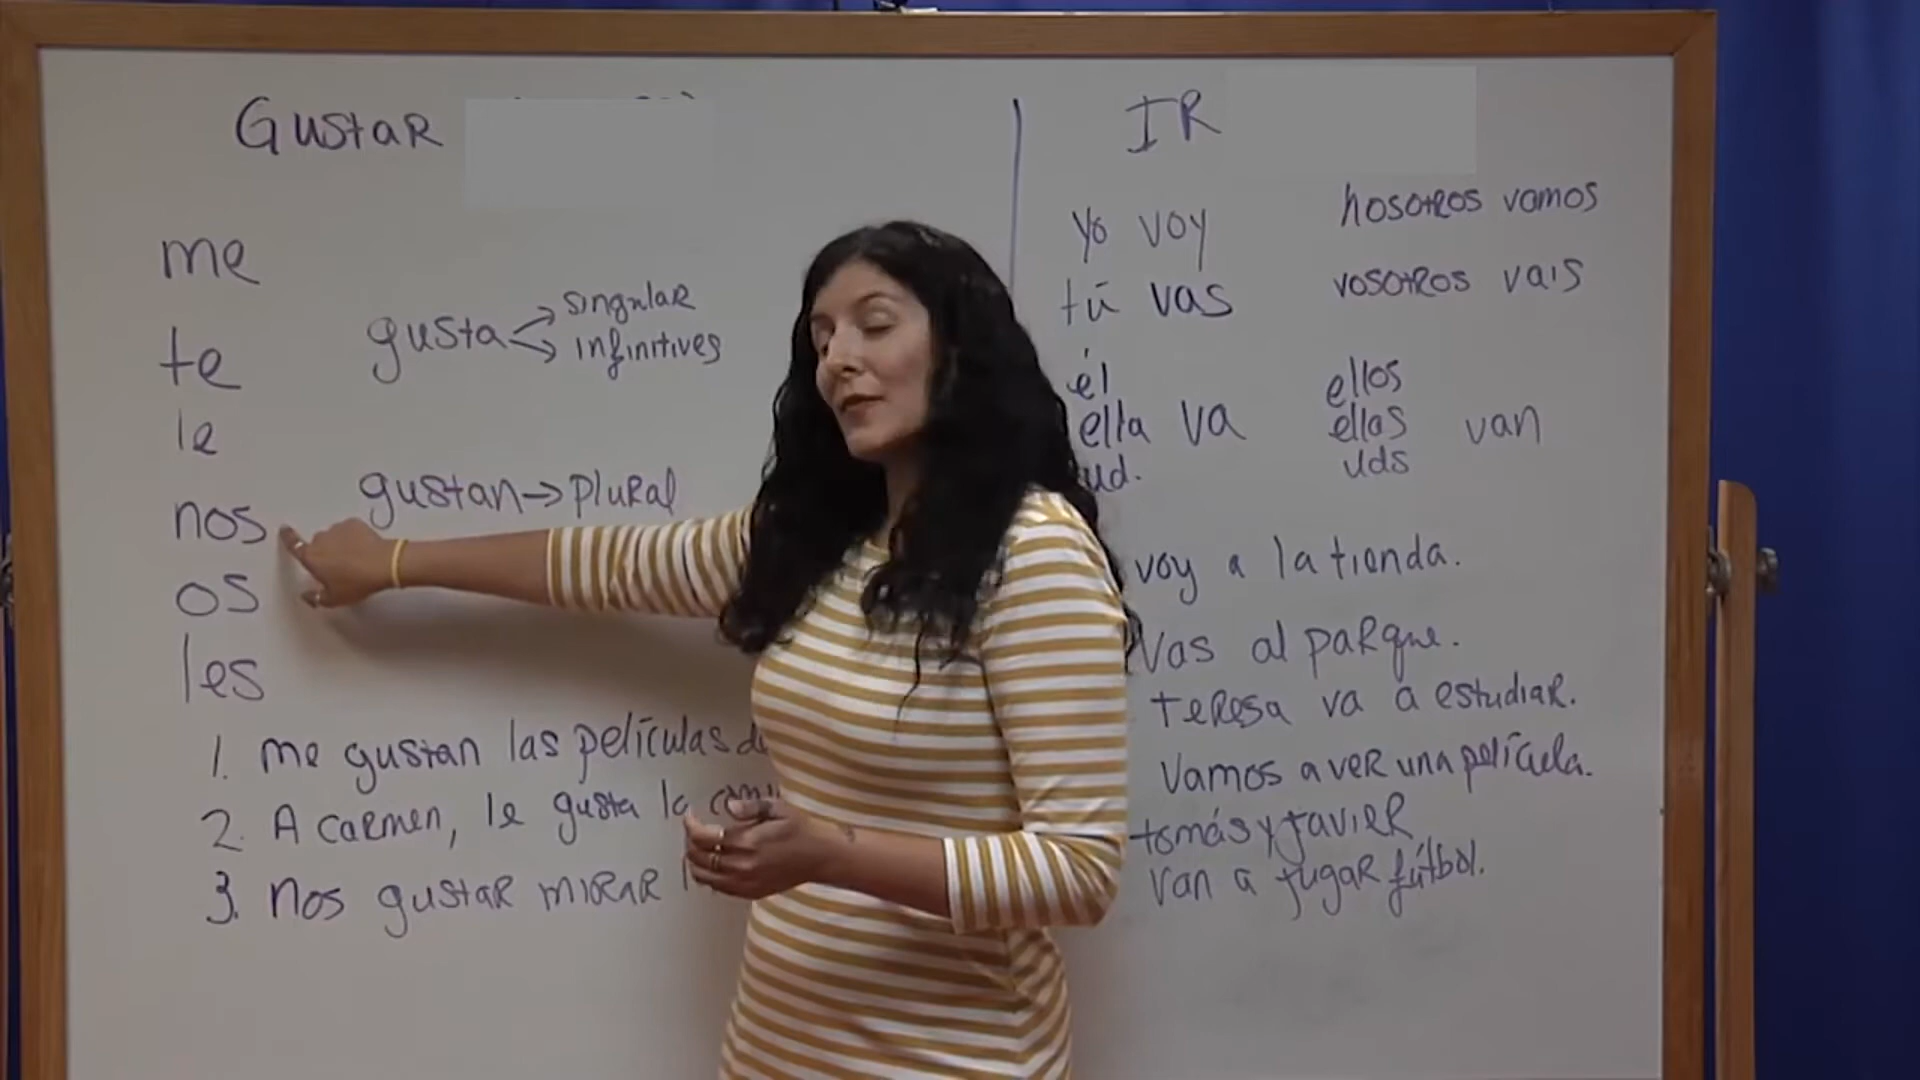 Gustar
me
te
le
nos
os
les
gusta
singular
infinitives
gustan → plural
1. me gustan las películas
2. A carmen, le gusta la
3. nos gustar mirar
IR
yo voy
tú vas
él
ella va
ud.
nosotros vamos
vosotros vais
ellos
ellas van
uds
voy a la tienda.
Vas al parque.
teresa va a estudiar.
Vamos a ver una película.
tomás y Javier
van a jugar fútbol.